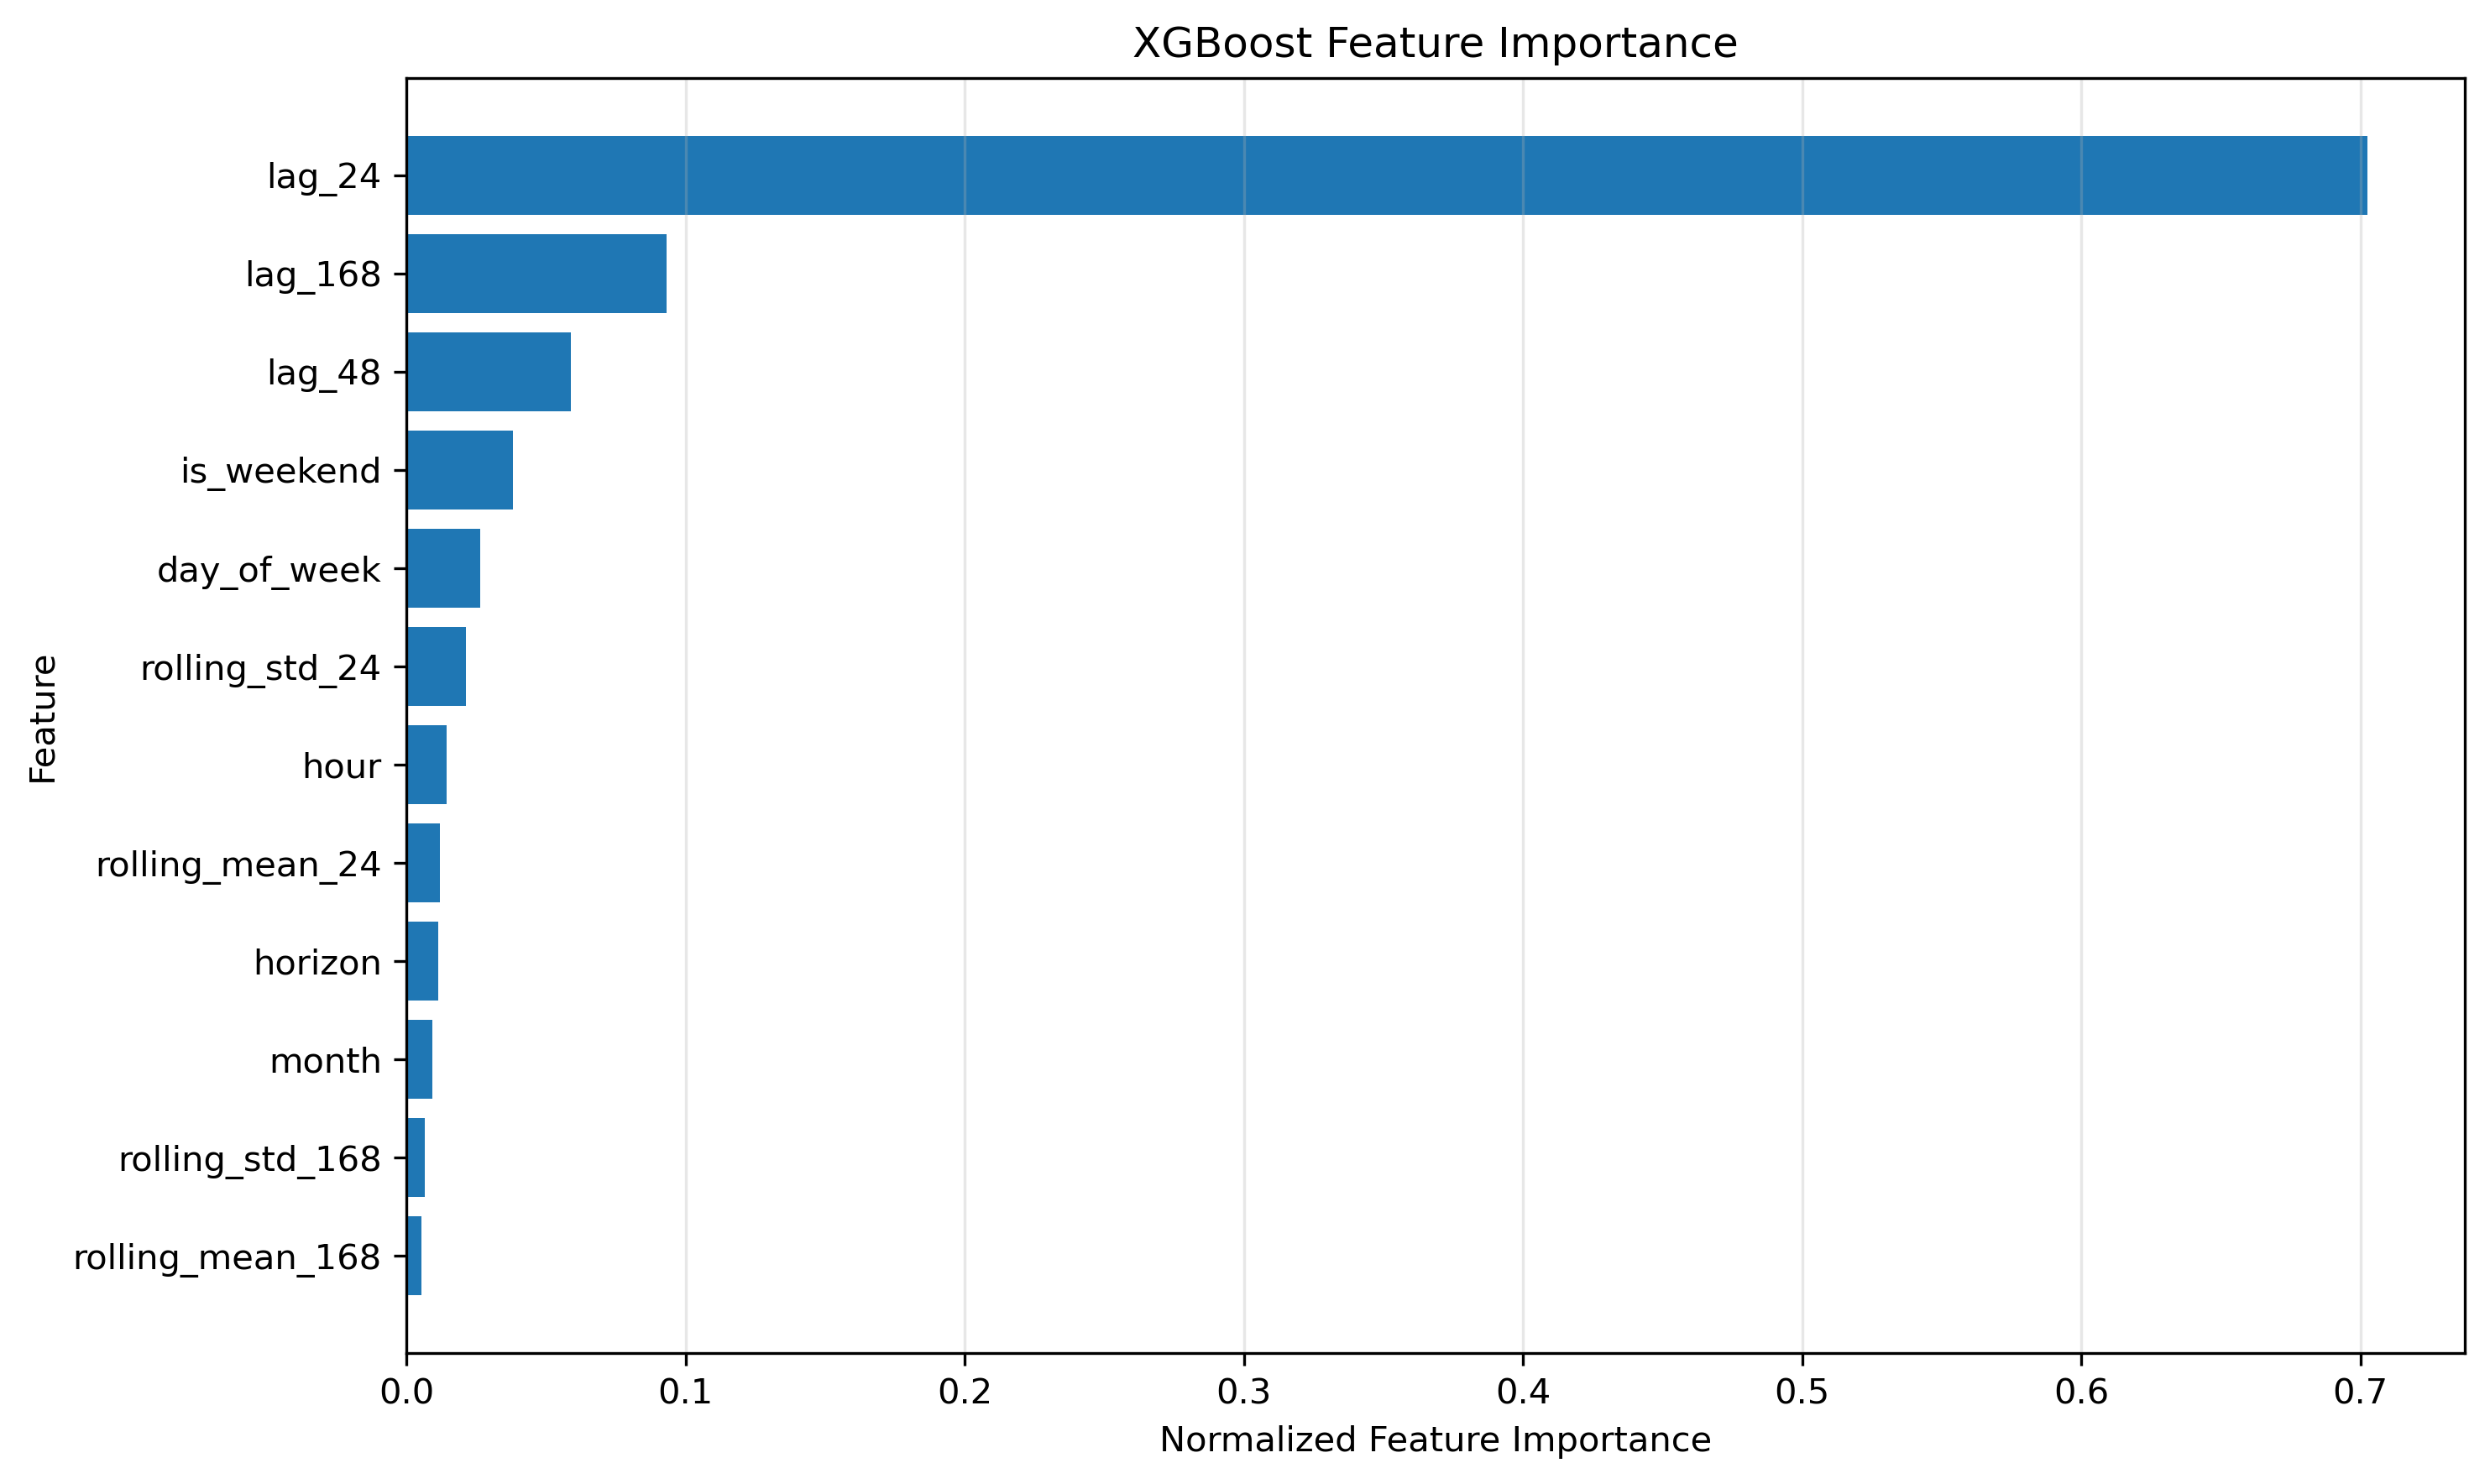 XGBoost Feature Importance
Feature
lag_24
lag_168
lag_48
is_weekend
day_of_week
rolling_std_24
hour
rolling_mean_24
horizon
month
rolling_std_168
rolling_mean_168
0.0 0.1 0.2 0.3 0.4 0.5 0.6 0.7
Normalized Feature Importance